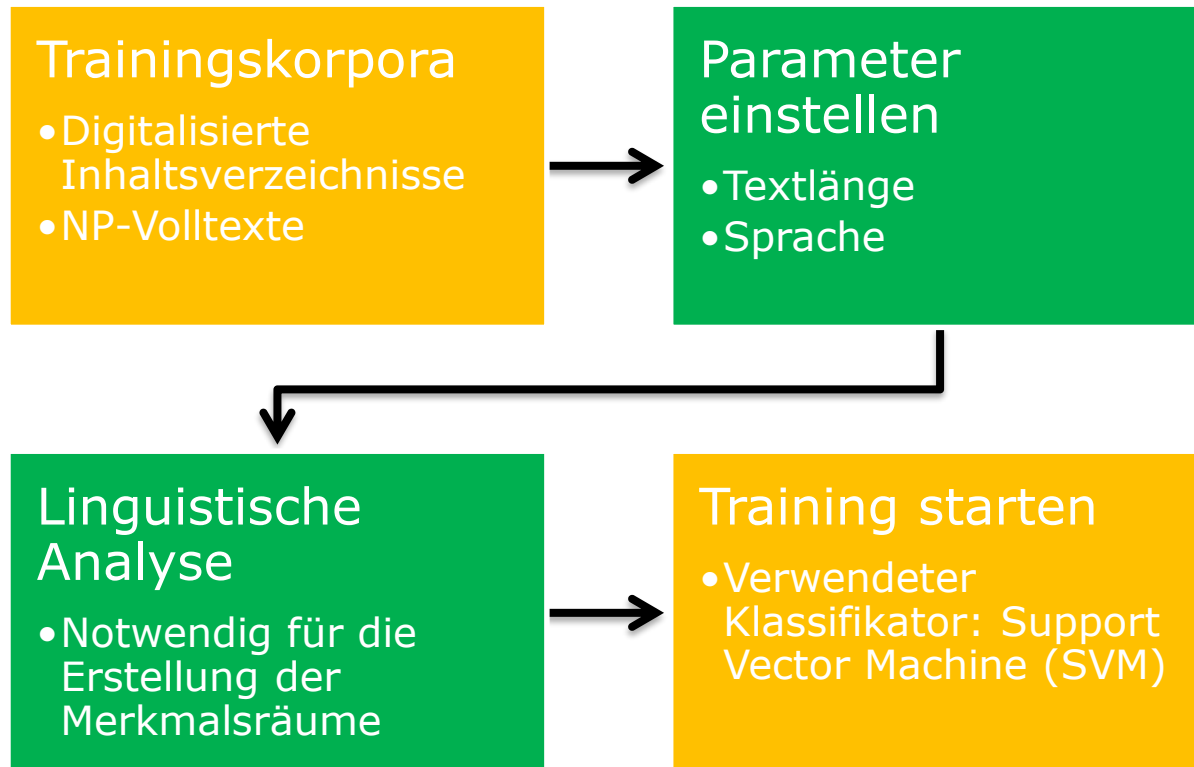 Trainingskorpora
•Digitalisierte
Inhaltsverzeichnisse
•NP-Volltexte
Parameter
einstellen
•Textlänge
•Sprache
Linguistische
Analyse
•Notwendig für die
Erstellung der
Merkmalsräume
Training starten
•Verwendeter
Klassifikator: Support
Vector Machine (SVM)